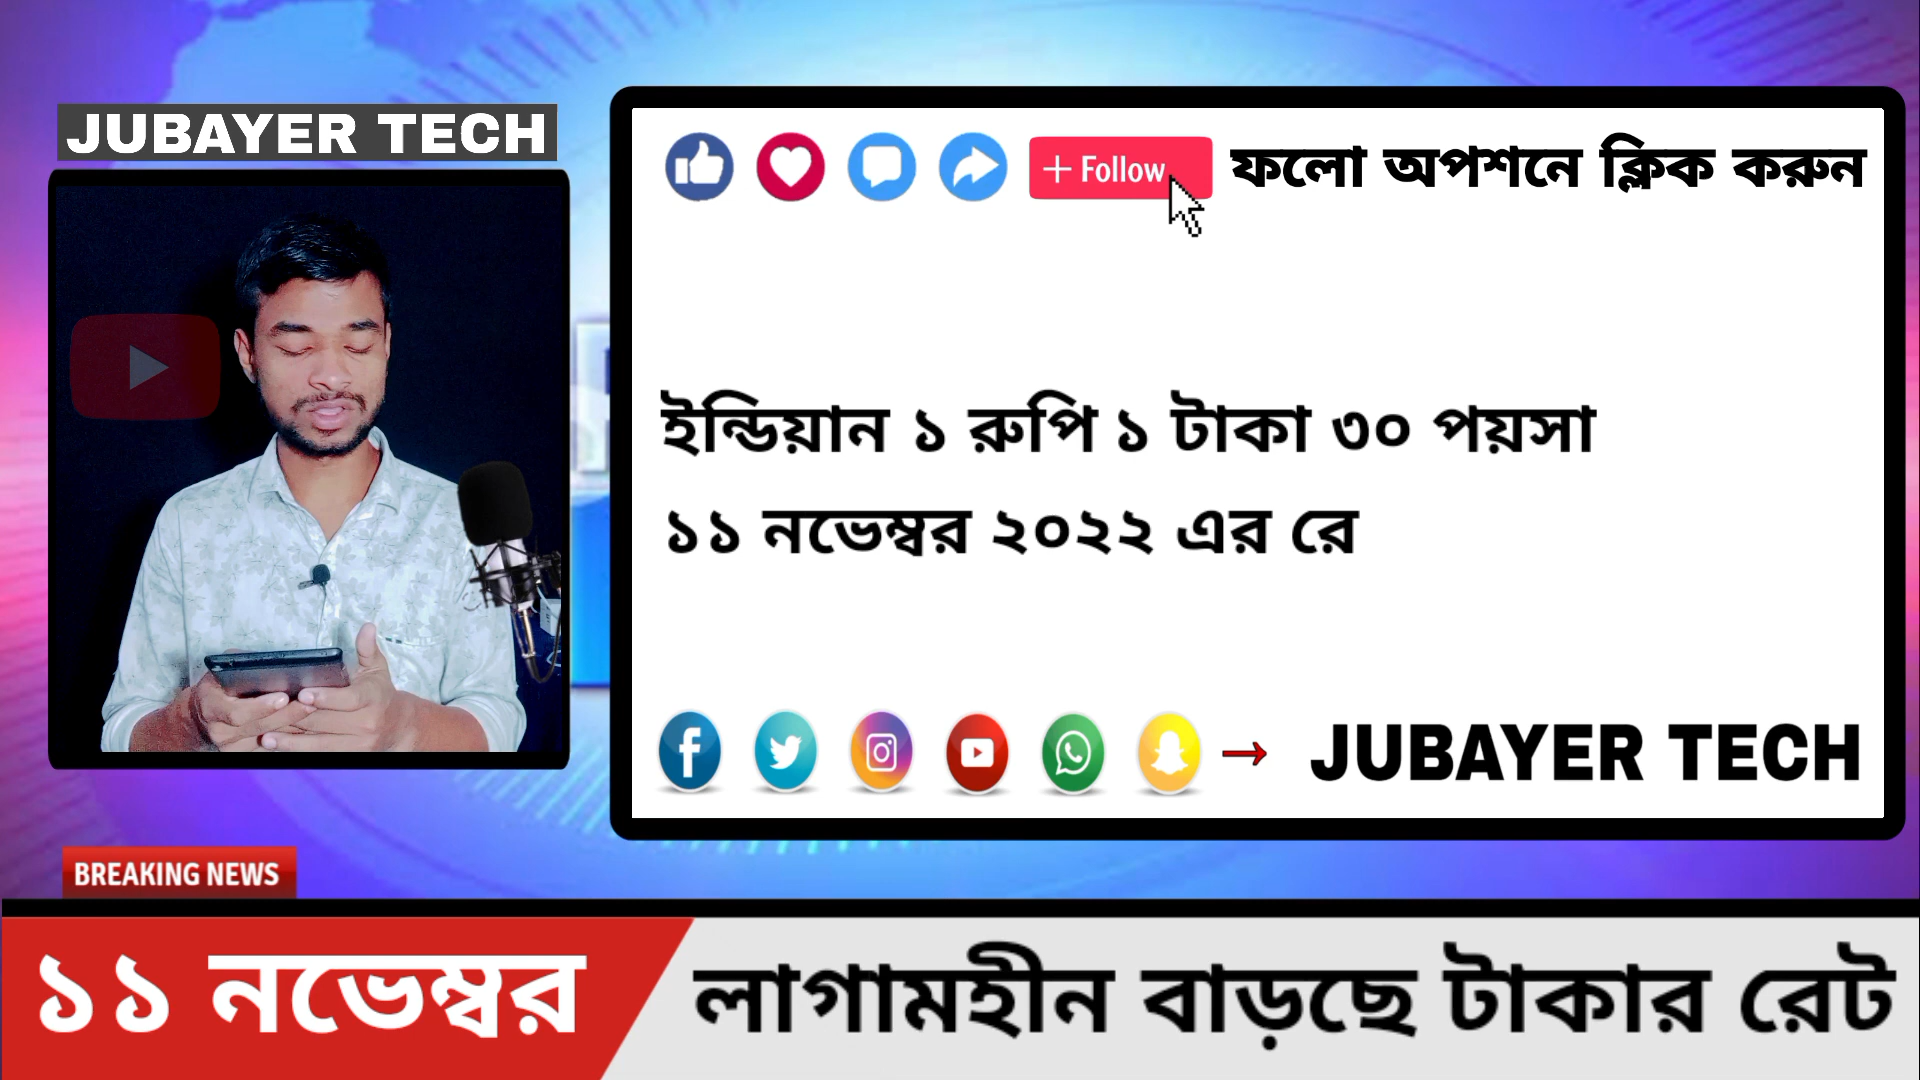 JUBAYER TECH
+ Follow
ফলো অপশনে ক্লিক করুন
ইন্ডিয়ান ১ রুপি ১ টাকা ৩০ পয়সা
১১ নভেম্বর ২০২২ এর রে
JUBAYER TECH
BREAKING NEWS
১১ নভেম্বর
লাগামহীন বাড়ছে টাকার রেট